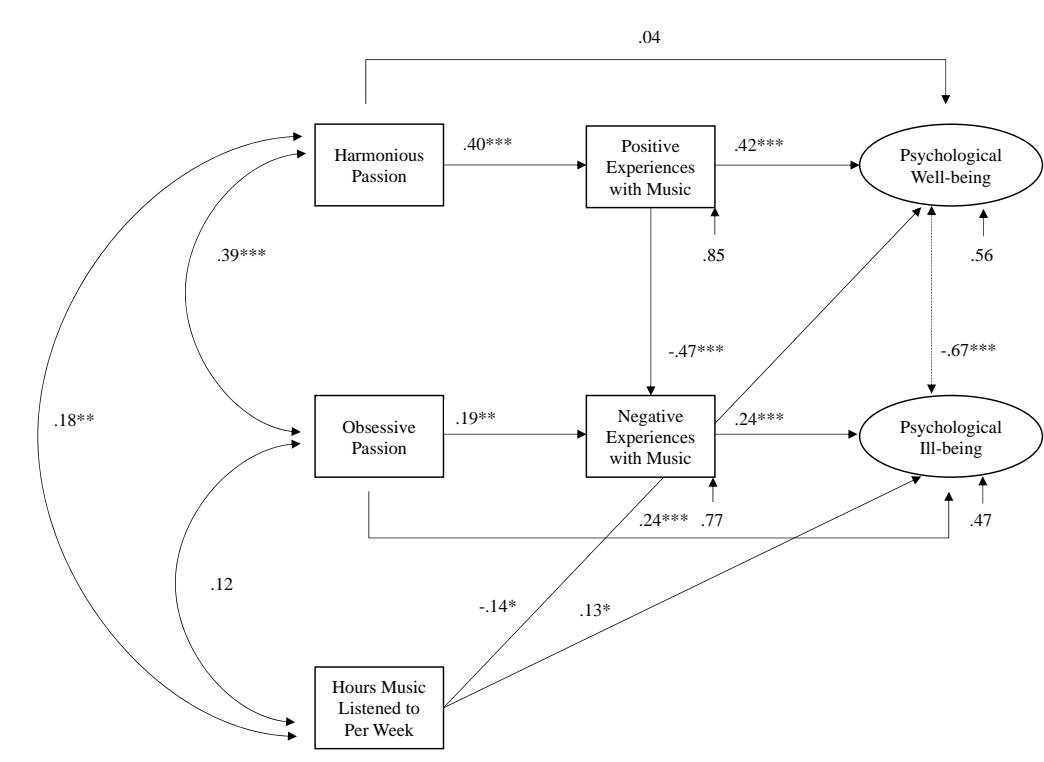 .04
Harmonious
Passion
.40***
Positive
Experiences
with Music
.42***
Psychological
Well-being
.39***
.85
.56
-.47***
-.67***
.18**
Obsessive
Passion
.19**
Negative
Experiences
with Music
.24***
Psychological
Ill-being
.24***
.77
.47
.12
-.14*
.13*
Hours Music
Listened to
Per Week